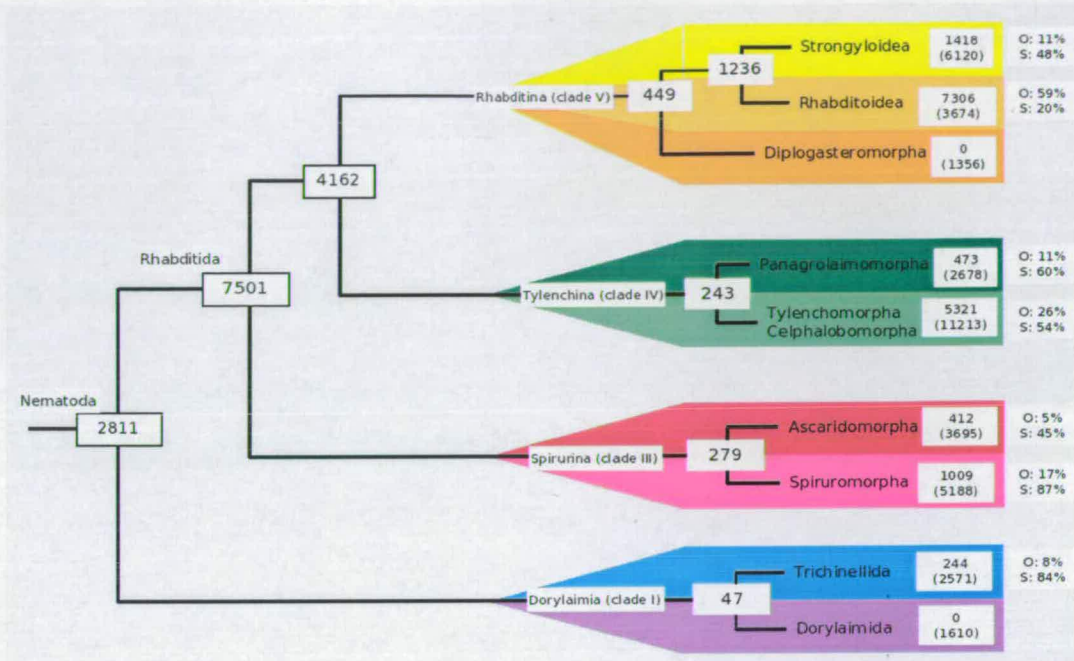 Strongyloidea
1418
(6120)
O: 11%
S: 48%
1236
Rhabditina (clade V)
449
Rhabditoidea
7306
(3674)
O: 59%
S: 20%
Diplogasteromorpha
0
(1356)
4162
Rhabditida
7501
Panagrolaimomorpha
473
(2678)
O: 11%
S: 60%
Tylenchina (clade IV)
243
Tylenchomorpha
Celphalobomorpha
5321
(11213)
O: 26%
S: 54%
Nematoda
2811
Ascaridomorpha
412
(3695)
O: 5%
S: 45%
Spirurina (clade III)
279
Spiruromorpha
1009
(5188)
O: 17%
S: 87%
Trichinellida
244
(2571)
O: 8%
S: 84%
Dorylaimia (clade I)
47
Dorylaimida
0
(1610)